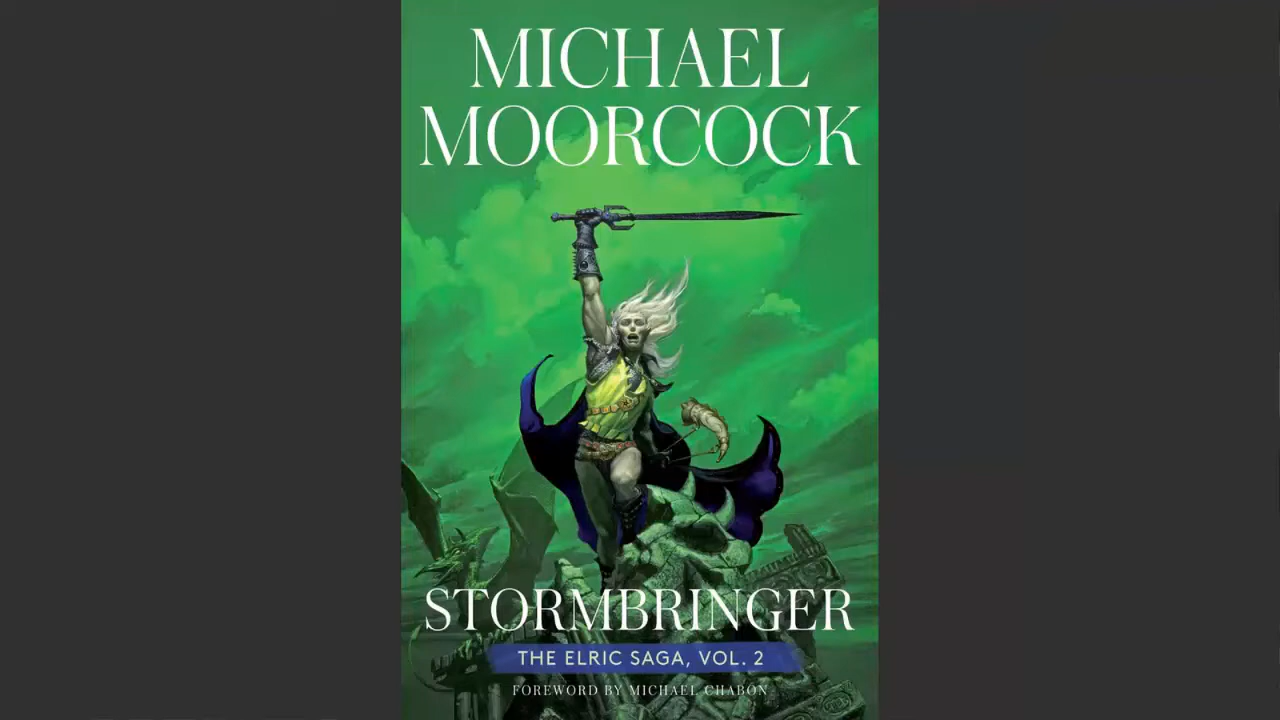 MICHAEL
MOORCOCK
STORMBRINGER
THE ELRIC SAGA, VOL. 2
FOREWORD BY MICHAEL CHABON